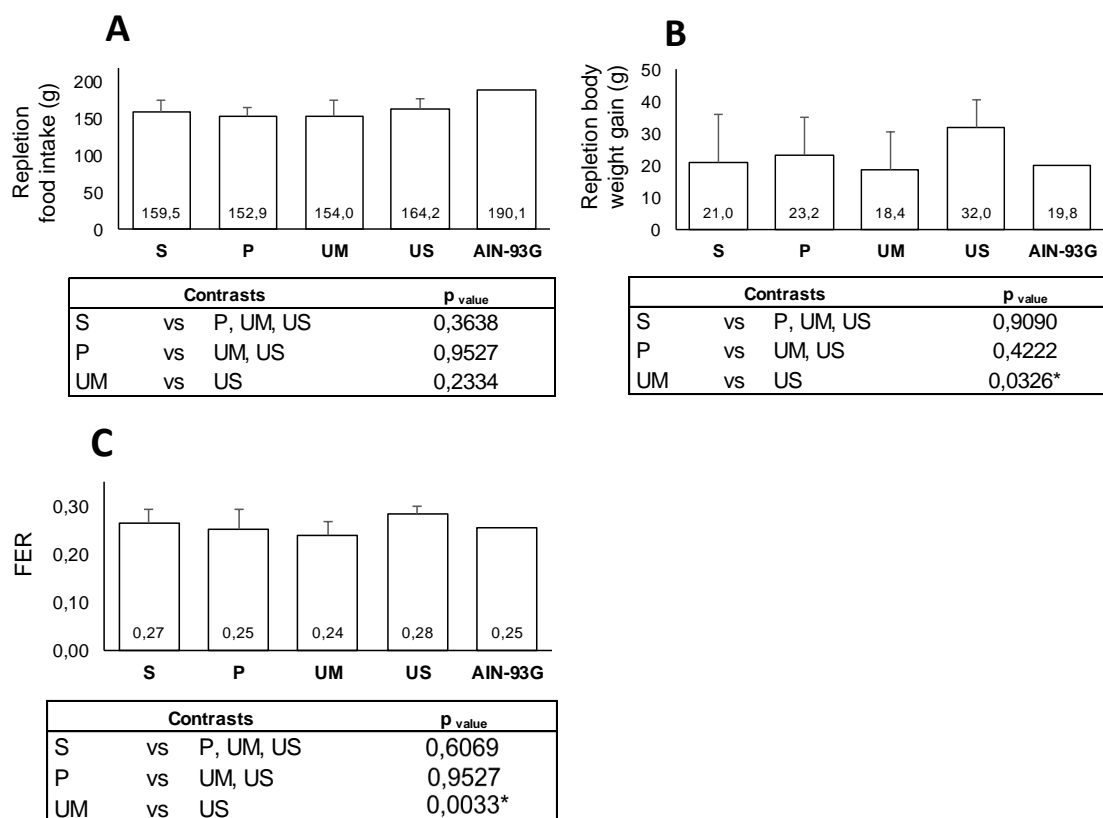 A
Repletion
food intake (g)
200
150
100
50
0
159,5 152,9 154,0 164,2 190,1
S P UM US AIN-93G
Contrasts p value
S vs P, UM, US 0,3638
P vs UM, US 0,9527
UM vs US 0,2334
B
Repletion body
weight gain (g)
50
40
30
20
10
0
21,0 23,2 18,4 32,0 19,8
S P UM US AIN-93G
Contrasts p value
S vs P, UM, US 0,9090
P vs UM, US 0,4222
UM vs US 0,0326*
C
FER
0,30
0,20
0,10
0,00
0,27 0,25 0,24 0,28 0,25
S P UM US AIN-93G
Contrasts p value
S vs P, UM, US 0,6069
P vs UM, US 0,9527
UM vs US 0,0033*